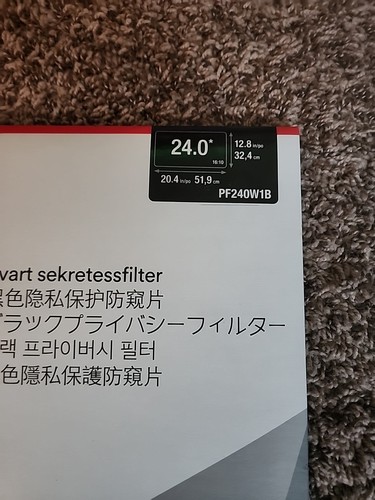 24.0*
16:10
12.8 in/po
32,4 cm
20.4 in/po 51,9 cm
PF240W1B
vart sekretessfilter
黑色隐私保护防窥片
ブラックプライバシーフィルター
랙 프라이버시 필터
色隱私保護防窺片